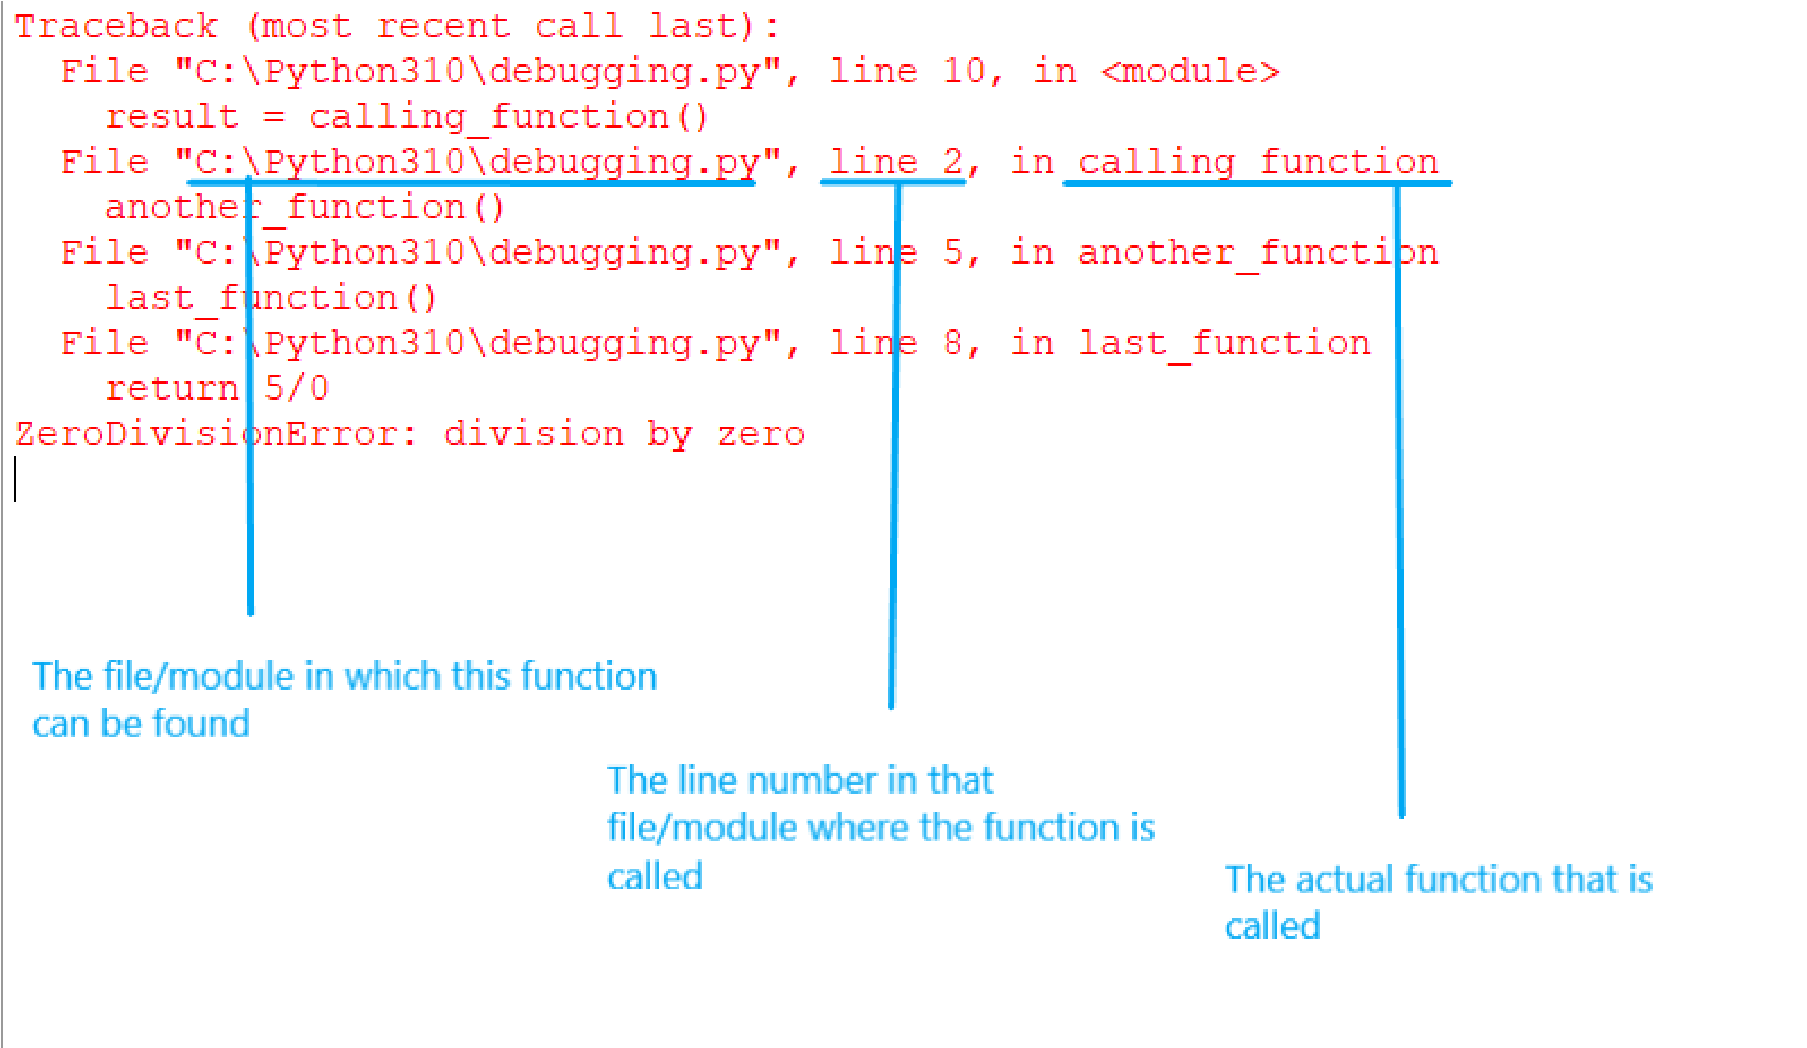 Traceback (most recent call last):
  File "C:\Python310\debugging.py", line 10, in <module>
    result = calling_function()
  File "C:\Python310\debugging.py", line 2, in calling function
    another_function()
  File "C:\Python310\debugging.py", line 5, in another_function
    last_function()
  File "C:\Python310\debugging.py", line 8, in last_function
    return 5/0
ZeroDivisionError: division by zero
The file/module in which this function
can be found
The line number in that
file/module where the function is
called
The actual function that is
called